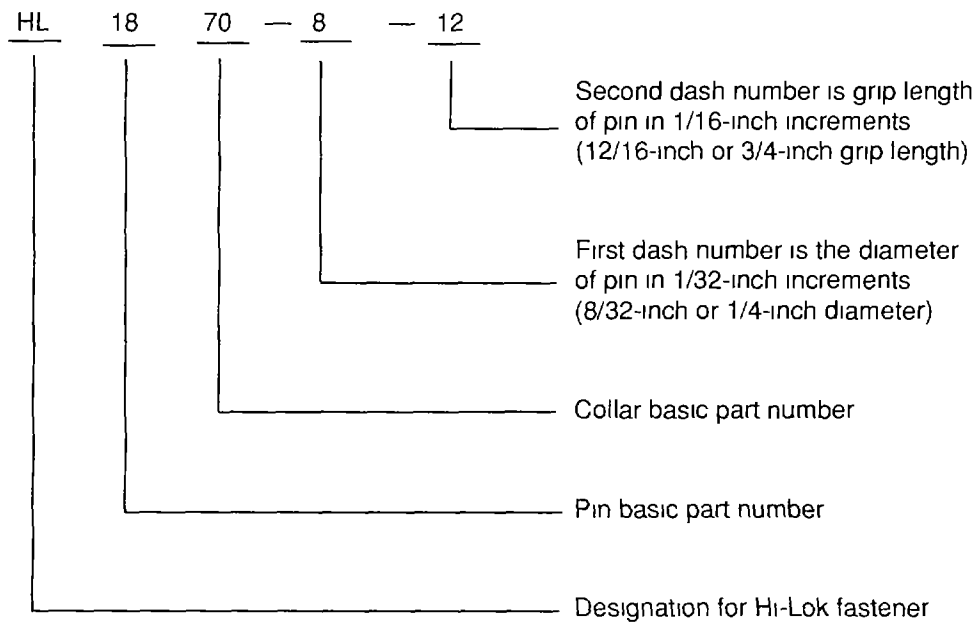 HL 18 70 — 8 - 12
Second dash number is grip length
of pin in 1/16-inch increments
(12/16-inch or 3/4-inch grip length)
First dash number is the diameter
of pin in 1/32-inch increments
(8/32-inch or 1/4-inch diameter)
Collar basic part number
Pin basic part number
Designation for Hi-Lok fastener